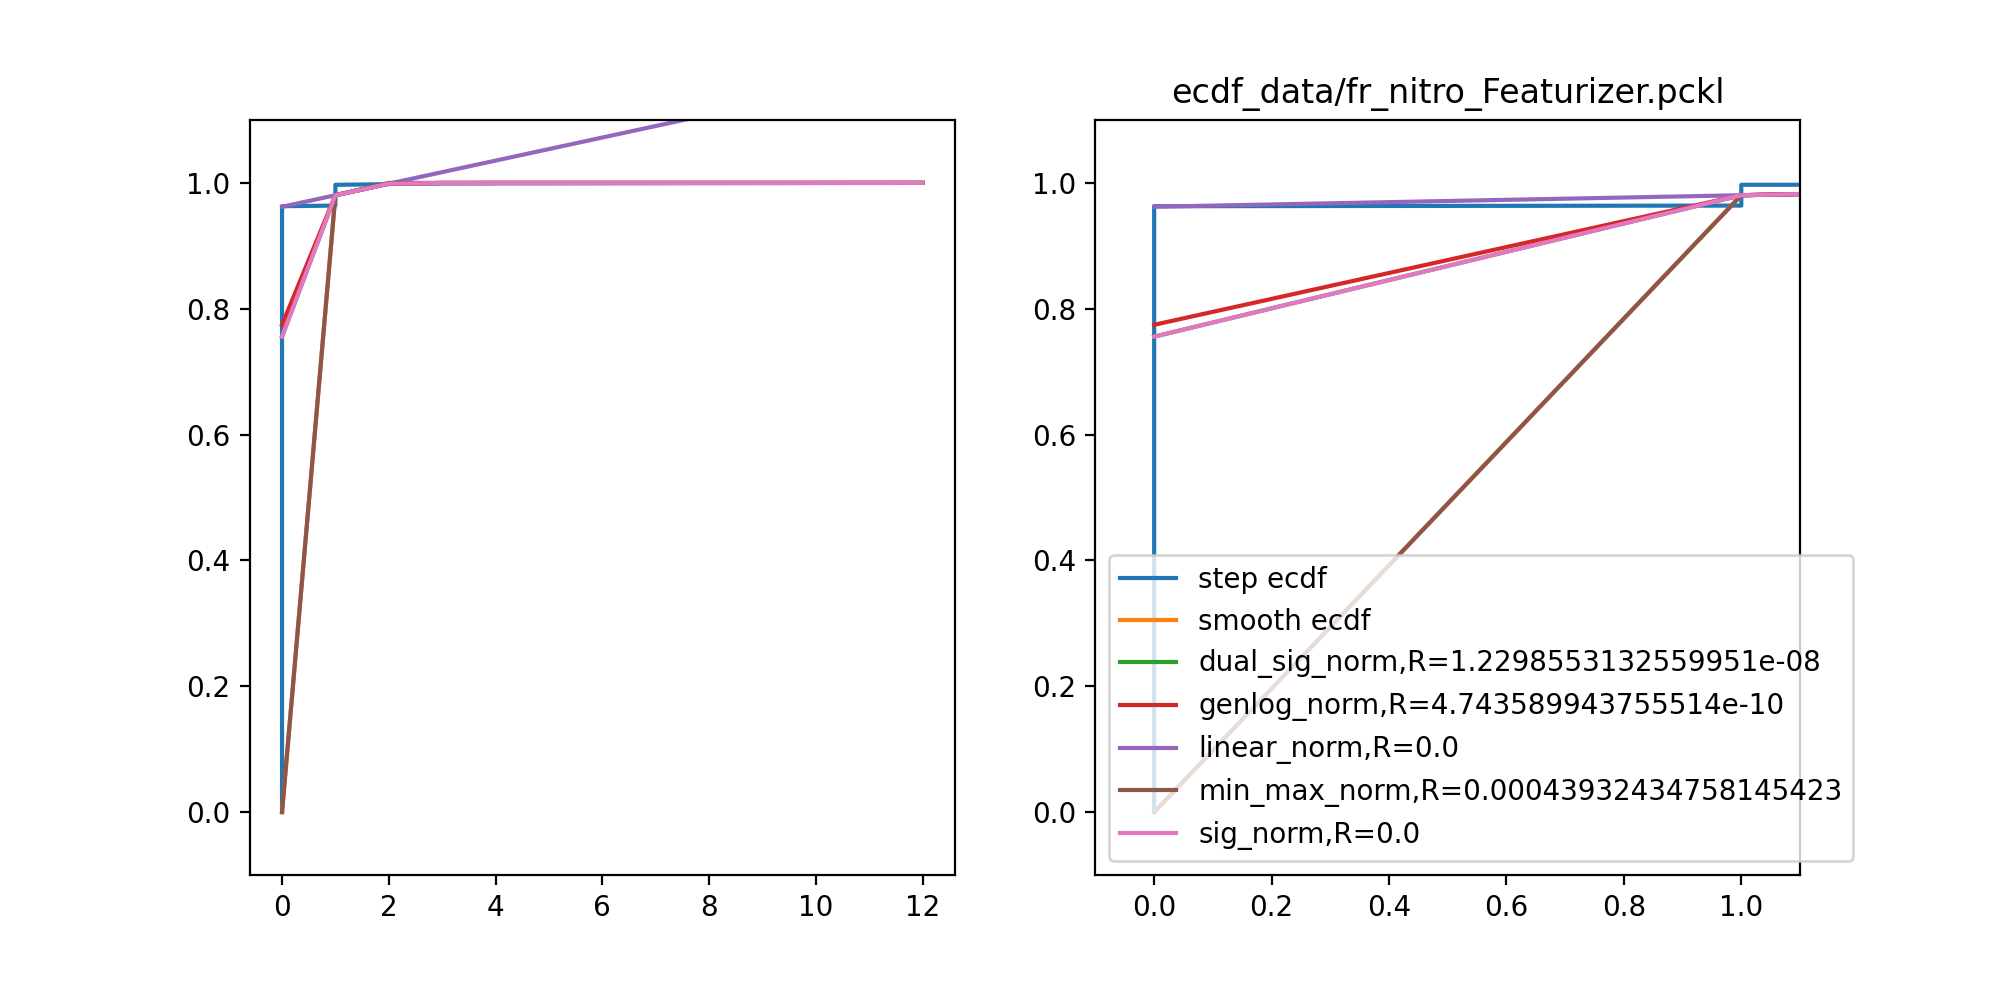 ecdf_data/fr_nitro_Featurizer.pckl
1.0
0.8
0.6
0.4
0.2
0.0
0 2 4 6 8 10 12
1.0
0.8
0.6
0.4
0.2
0.0
0.0 0.2 0.4 0.6 0.8 1.0
step ecdf
smooth ecdf
dual_sig_norm,R=1.2298553132559951e-08
genlog_norm,R=4.743589943755514e-10
linear_norm,R=0.0
min_max_norm,R=0.00043932434758145423
sig_norm,R=0.0